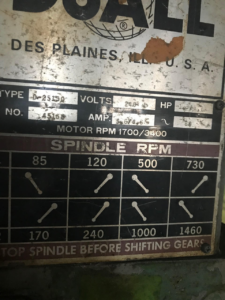 DOALL
DES PLAINES, ILL. U. S. A.
TYPE VOLTS HP
NO. AMP.
MOTOR RPM 1700/3400
SPINDLE RPM
85 120 500 730
170 240 1000 1460
STOP SPINDLE BEFORE SHIFTING GEARS